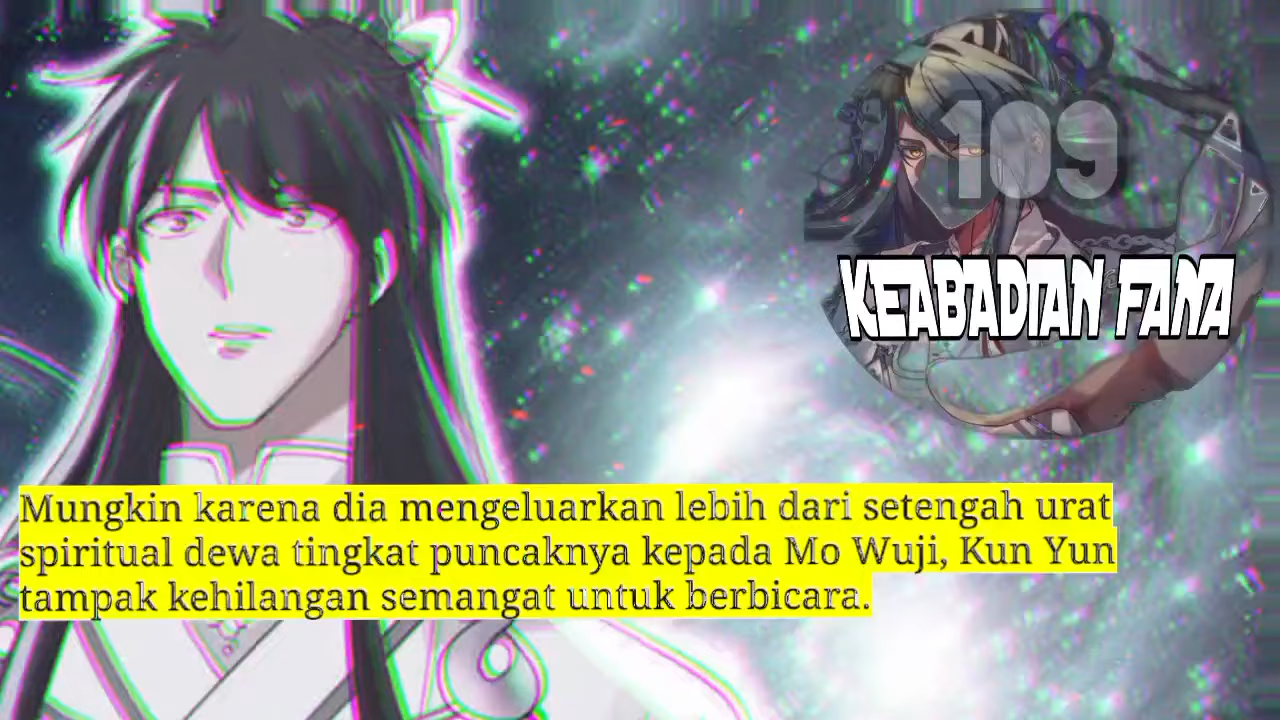 109
KEABADIAN FANA
Mungkin karena dia mengeluarkan lebih dari setengah urat
spiritual dewa tingkat puncaknya kepada Mo Wuji, Kun Yun
tampak kehilangan semangat untuk berbicara.